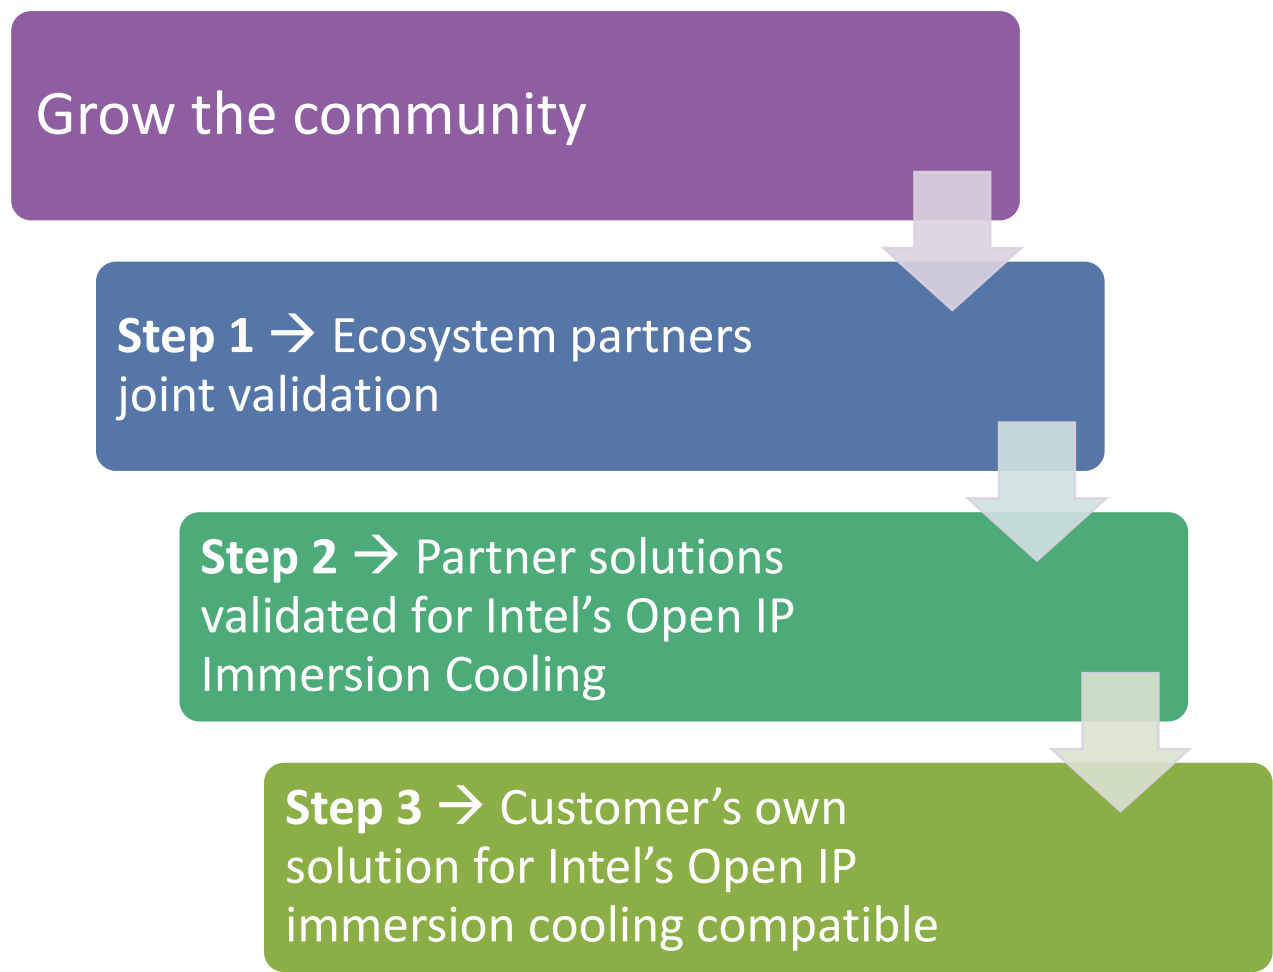 Grow the community
Step 1 → Ecosystem partners
joint validation
Step 2 → Partner solutions
validated for Intel’s Open IP
Immersion Cooling
Step 3 → Customer’s own
solution for Intel’s Open IP
immersion cooling compatible